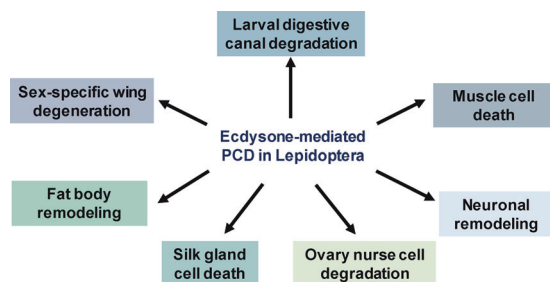 Larval digestive
canal degradation
Sex-specific wing
degeneration
Muscle cell
death
Ecdysone-mediated
PCD in Lepidoptera
Fat body
remodeling
Neuronal
remodeling
Silk gland
cell death
Ovary nurse cell
degradation